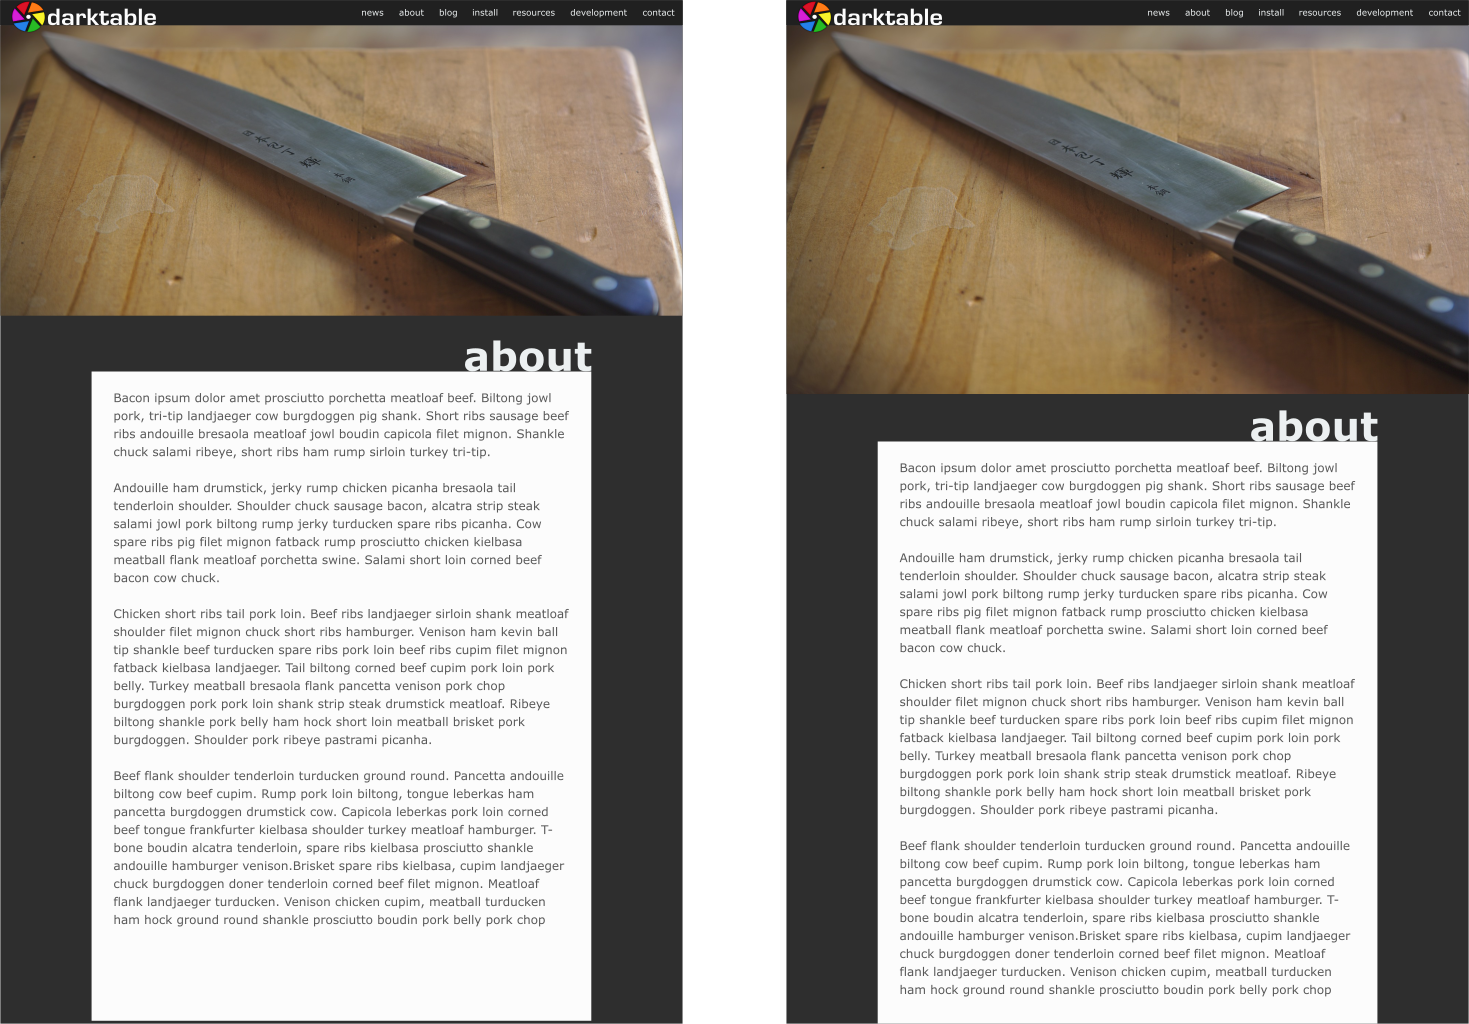 darktable
news about blog install resources development contact
about
Bacon ipsum dolor amet prosciutto porchetta meatloaf beef. Biltong jowl
pork, tri-tip landjaeger cow burgdoggen pig shank. Short ribs sausage beef
ribs andouille bresaola meatloaf jowl boudin capicola filet mignon. Shankle
chuck salami ribeye, short ribs ham rump sirloin turkey tri-tip.
Andouille ham drumstick, jerky rump chicken picanha bresaola tail
tenderloin shoulder. Shoulder chuck sausage bacon, alcatra strip steak
salami jowl pork biltong rump jerky turducken spare ribs picanha. Cow
spare ribs pig filet mignon fatback rump prosciutto chicken kielbasa
meatball flank meatloaf porchetta swine. Salami short loin corned beef
bacon cow chuck.
Chicken short ribs tail pork loin. Beef ribs landjaeger sirloin shank meatloaf
shoulder filet mignon chuck short ribs hamburger. Venison ham kevin ball
tip shankle beef turducken spare ribs pork loin beef ribs cupim filet mignon
fatback kielbasa landjaeger. Tail biltong corned beef cupim pork loin pork
belly. Turkey meatball bresaola flank pancetta venison pork chop
burgdoggen pork pork loin shank strip steak drumstick meatloaf. Ribeye
biltong shankle pork belly ham hock short loin meatball brisket pork
burgdoggen. Shoulder pork ribeye pastrami picanha.
Beef flank shoulder tenderloin turducken ground round. Pancetta andouille
biltong cow beef cupim. Rump pork loin biltong, tongue leberkas ham
pancetta burgdoggen drumstick cow. Capicola leberkas pork loin corned
beef tongue frankfurter kielbasa shoulder turkey meatloaf hamburger. T-
bone boudin alcatra tenderloin, spare ribs kielbasa prosciutto shankle
andouille hamburger venison.Brisket spare ribs kielbasa, cupim landjaeger
chuck burgdoggen doner tenderloin corned beef filet mignon. Meatloaf
flank landjaeger turducken. Venison chicken cupim, meatball turducken
ham hock ground round shankle prosciutto boudin pork belly pork chop
darktable
news about blog install resources development contact
about
Bacon ipsum dolor amet prosciutto porchetta meatloaf beef. Biltong jowl
pork, tri-tip landjaeger cow burgdoggen pig shank. Short ribs sausage beef
ribs andouille bresaola meatloaf jowl boudin capicola filet mignon. Shankle
chuck salami ribeye, short ribs ham rump sirloin turkey tri-tip.
Andouille ham drumstick, jerky rump chicken picanha bresaola tail
tenderloin shoulder. Shoulder chuck sausage bacon, alcatra strip steak
salami jowl pork biltong rump jerky turducken spare ribs picanha. Cow
spare ribs pig filet mignon fatback rump prosciutto chicken kielbasa
meatball flank meatloaf porchetta swine. Salami short loin corned beef
bacon cow chuck.
Chicken short ribs tail pork loin. Beef ribs landjaeger sirloin shank meatloaf
shoulder filet mignon chuck short ribs hamburger. Venison ham kevin ball
tip shankle beef turducken spare ribs pork loin beef ribs cupim filet mignon
fatback kielbasa landjaeger. Tail biltong corned beef cupim pork loin pork
belly. Turkey meatball bresaola flank pancetta venison pork chop
burgdoggen pork pork loin shank strip steak drumstick meatloaf. Ribeye
biltong shankle pork belly ham hock short loin meatball brisket pork
burgdoggen. Shoulder pork ribeye pastrami picanha.
Beef flank shoulder tenderloin turducken ground round. Pancetta andouille
biltong cow beef cupim. Rump pork loin biltong, tongue leberkas ham
pancetta burgdoggen drumstick cow. Capicola leberkas pork loin corned
beef tongue frankfurter kielbasa shoulder turkey meatloaf hamburger. T-
bone boudin alcatra tenderloin, spare ribs kielbasa prosciutto shankle
andouille hamburger venison.Brisket spare ribs kielbasa, cupim landjaeger
chuck burgdoggen doner tenderloin corned beef filet mignon. Meatloaf
flank landjaeger turducken. Venison chicken cupim, meatball turducken
ham hock ground round shankle prosciutto boudin pork belly pork chop